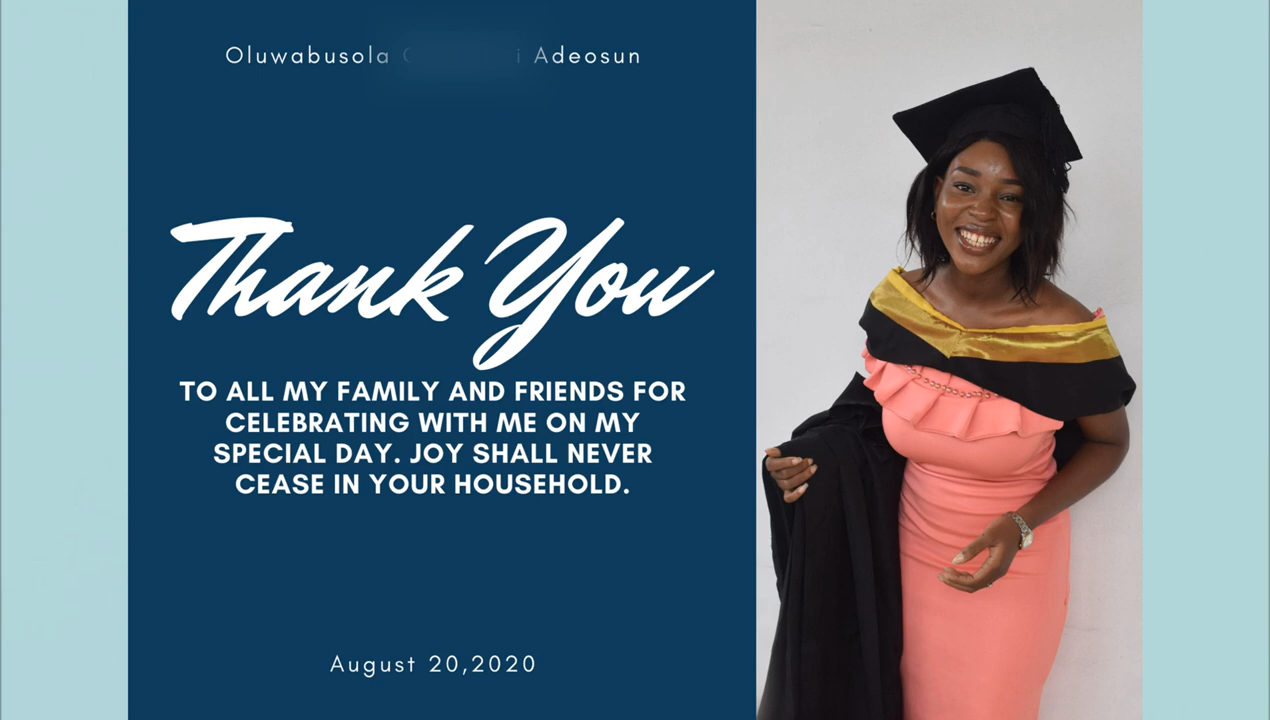 Oluwabusola Adeosun
Thank You
TO ALL MY FAMILY AND FRIENDS FOR
CELEBRATING WITH ME ON MY
SPECIAL DAY. JOY SHALL NEVER
CEASE IN YOUR HOUSEHOLD.
August 20,2020